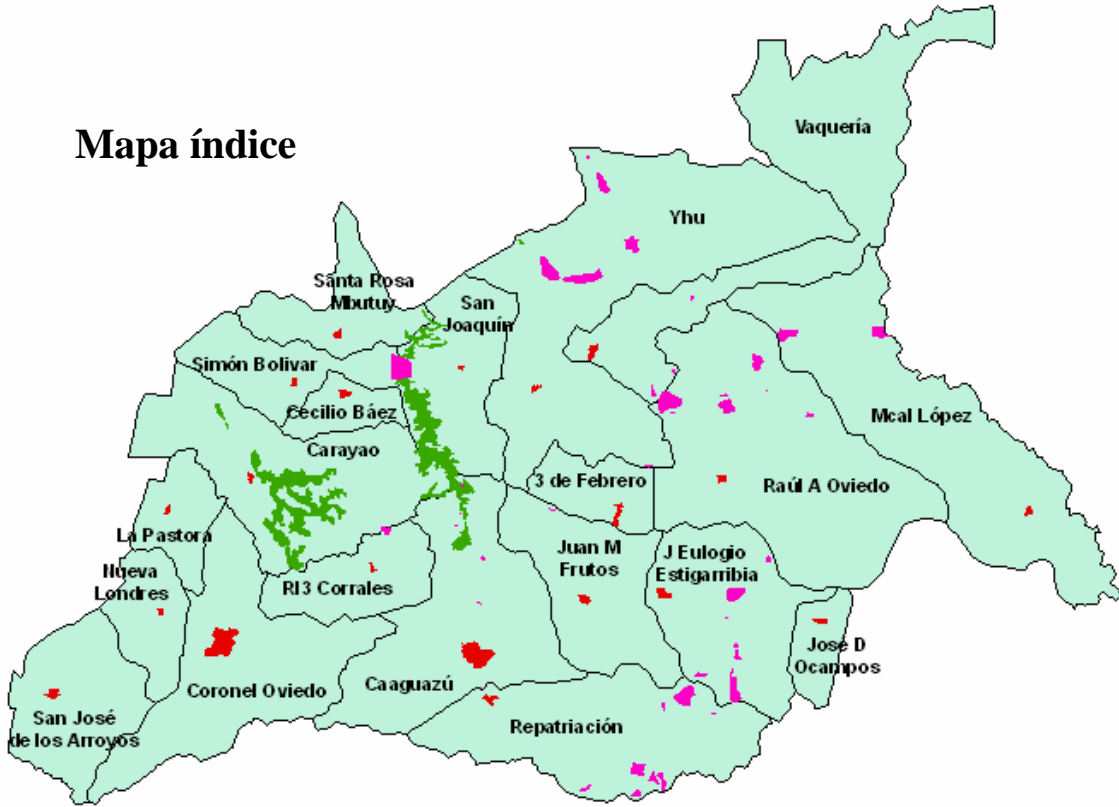 Mapa índice
Vaquería
Yhu
Santa Rosa
Mbutuy
San
Joaquín
Simón Bolivar
Cecilio Báez
Mcal López
Carayao
3 de Febrero
Raúl A Oviedo
La Pastora
Juan M
Frutos
J Eulogio
Estigarribia
Nueva
Londres
RI3 Corrales
José D
Ocampos
Coronel Oviedo
Caaguazú
San José
de los Arroyos
Repatriación